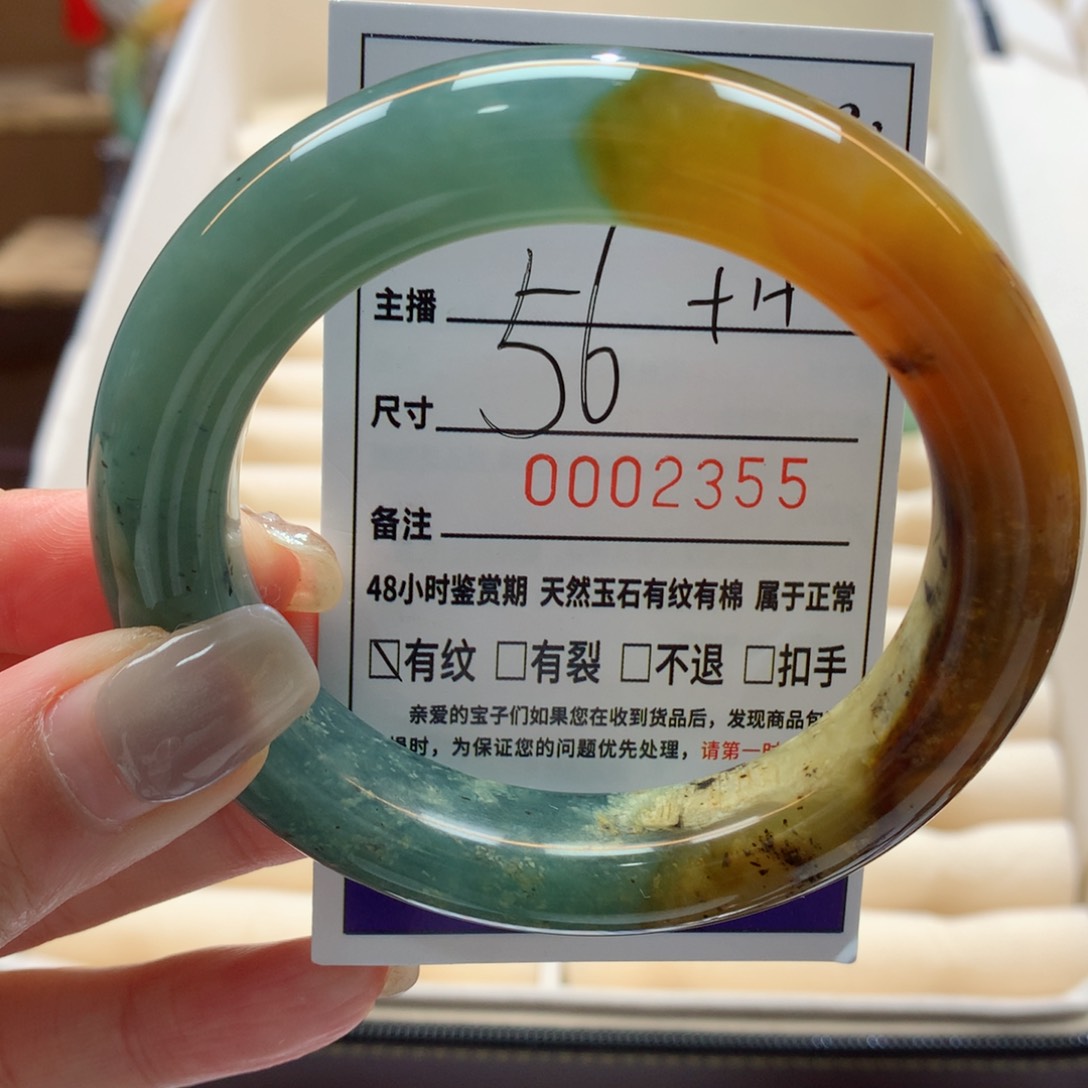 主播
56
尺寸
0002355
备注
48小时鉴赏期 天然玉石有纹有棉 属于正常
☒有纹 □有裂 □不退 □扣手
亲爱的宝子们如果您在收到货品后，发现商品包
时，为保证您的问题优先处理，请第一时